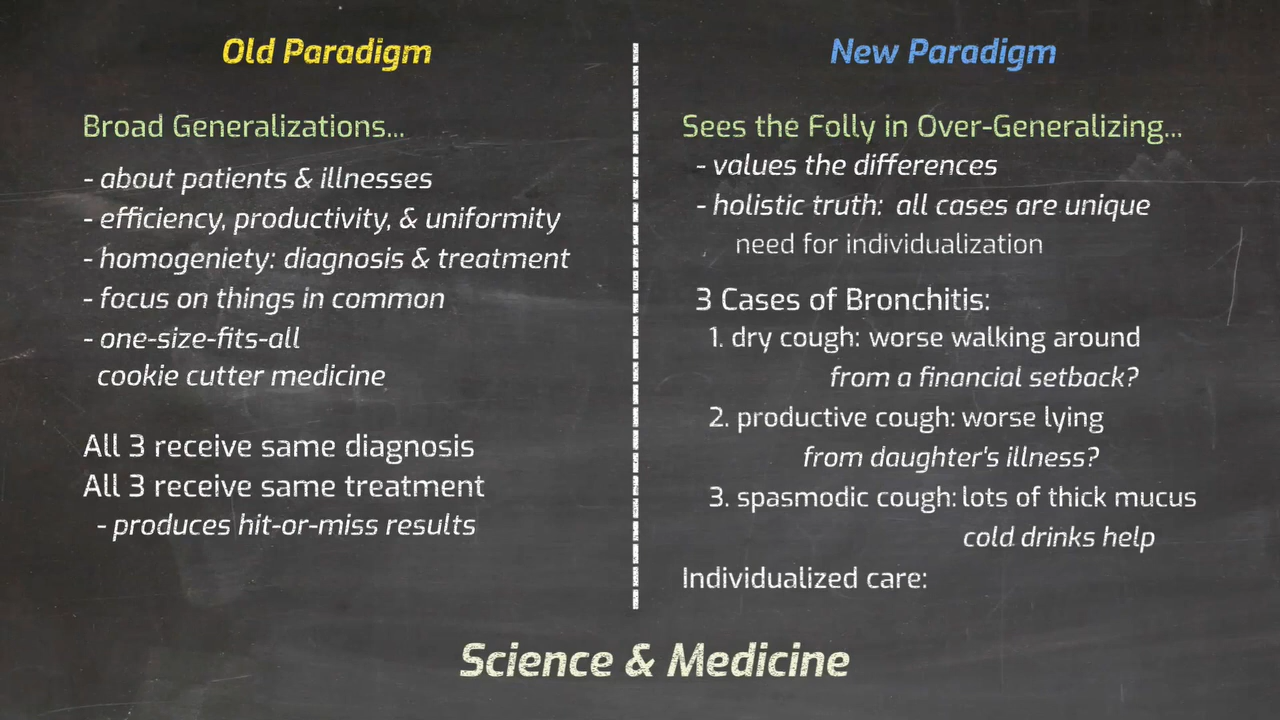 Old Paradigm
Broad Generalizations...
- about patients & illnesses
- efficiency, productivity, & uniformity
- homogeniety: diagnosis & treatment
- focus on things in common
- one-size-fits-all
cookie cutter medicine
All 3 receive same diagnosis
All 3 receive same treatment
- produces hit-or-miss results
New Paradigm
Sees the Folly in Over-Generalizing...
- values the differences
- holistic truth: all cases are unique
need for individualization
3 Cases of Bronchitis:
1. dry cough: worse walking around
from a financial setback?
2. productive cough: worse lying
from daughter's illness?
3. spasmodic cough: lots of thick mucus
cold drinks help
Individualized care:
Science & Medicine